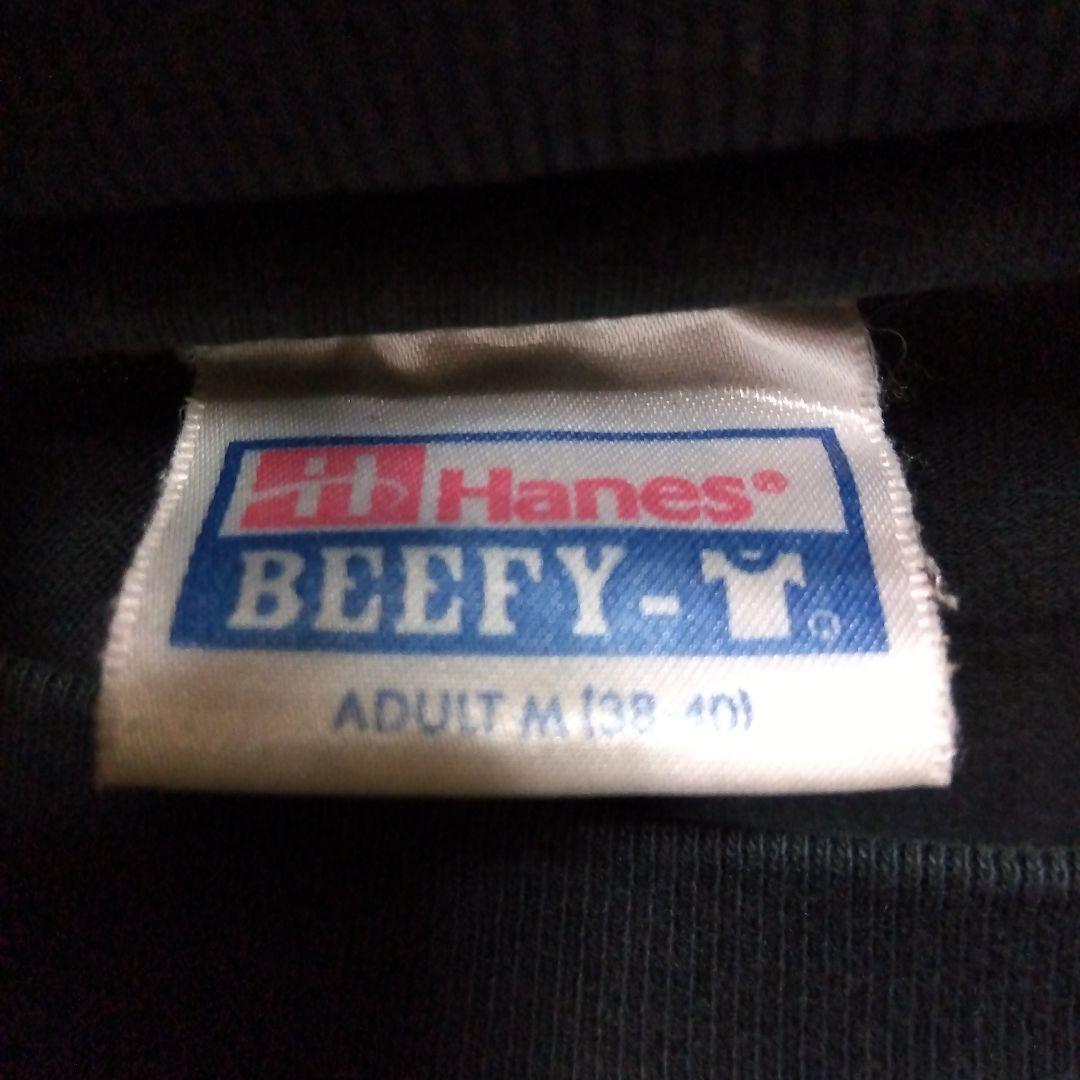 Hanes®
BEEFY-T®
ADULT M (38-40)